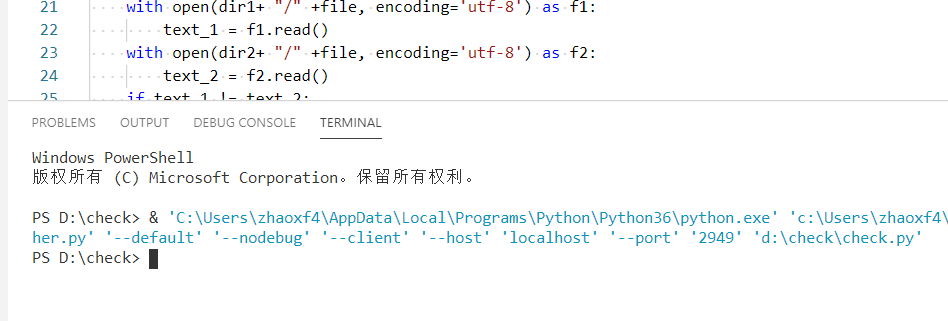 21 with open(dir1+ "/" +file, encoding='utf-8') as f1:
22 text_1 = f1.read()
23 with open(dir2+ "/" +file, encoding='utf-8') as f2:
24 text_2 = f2.read()
25 if text_1 != text_2:
PROBLEMS OUTPUT DEBUG CONSOLE TERMINAL
Windows PowerShell
版权所有 (C) Microsoft Corporation。保留所有权利。
PS D:\check> & 'C:\Users\zhaoxf4\AppData\Local\Programs\Python\Python36\python.exe' 'c:\Users\zhaoxf4\
her.py' '--default' '--nodebug' '--client' '--host' 'localhost' '--port' '2949' 'd:\check\check.py'
PS D:\check>